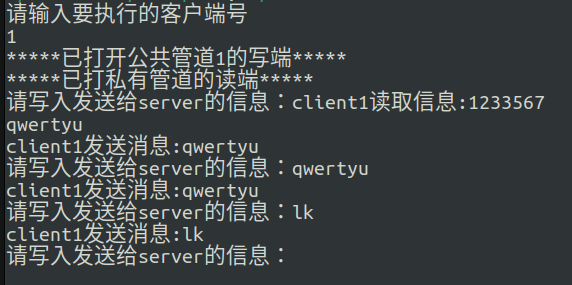 请输入要执行的客户端号
1
*****已打开公共管道1的写端*****
*****已打私有管道的读端*****
请写入发送给server的信息：client1读取信息:1233567
qwertyu
client1发送消息:qwertyu
请写入发送给server的信息：qwertyu
client1发送消息:qwertyu
请写入发送给server的信息：lk
client1发送消息:lk
请写入发送给server的信息：